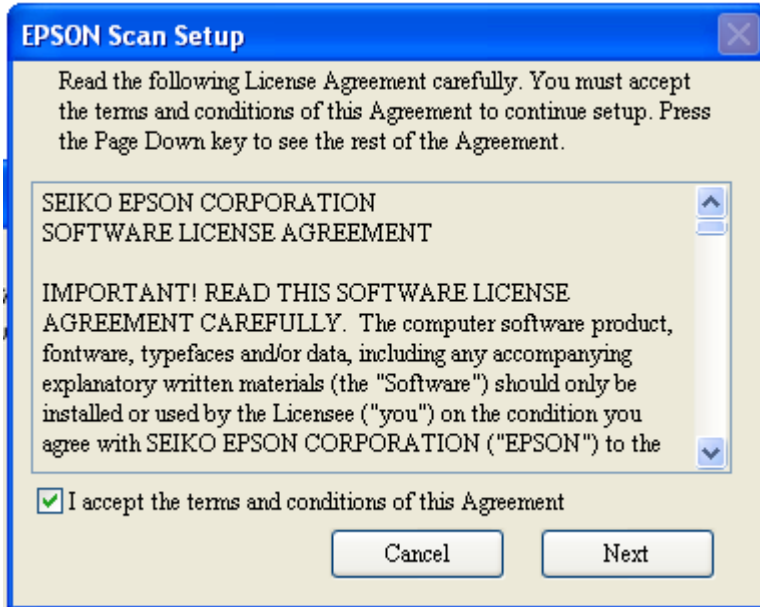 EPSON Scan Setup
Read the following License Agreement carefully. You must accept
the terms and conditions of this Agreement to continue setup. Press
the Page Down key to see the rest of the Agreement.
SEIKO EPSON CORPORATION
SOFTWARE LICENSE AGREEMENT
IMPORTANT! READ THIS SOFTWARE LICENSE
AGREEMENT CAREFULLY.  The computer software product,
fontware, typefaces and/or data, including any accompanying
explanatory written materials (the "Software") should only be
installed or used by the Licensee ("you") on the condition you
agree with SEIKO EPSON CORPORATION ("EPSON") to the
I accept the terms and conditions of this Agreement
Cancel
Next